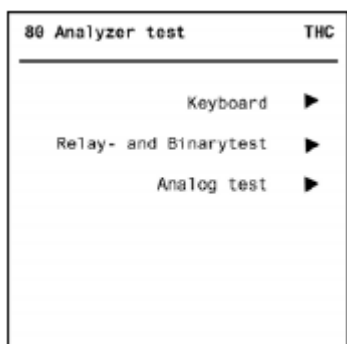 80 Analyzer test THC
Keyboard ▶
Relay- and Binarytest ▶
Analog test ▶